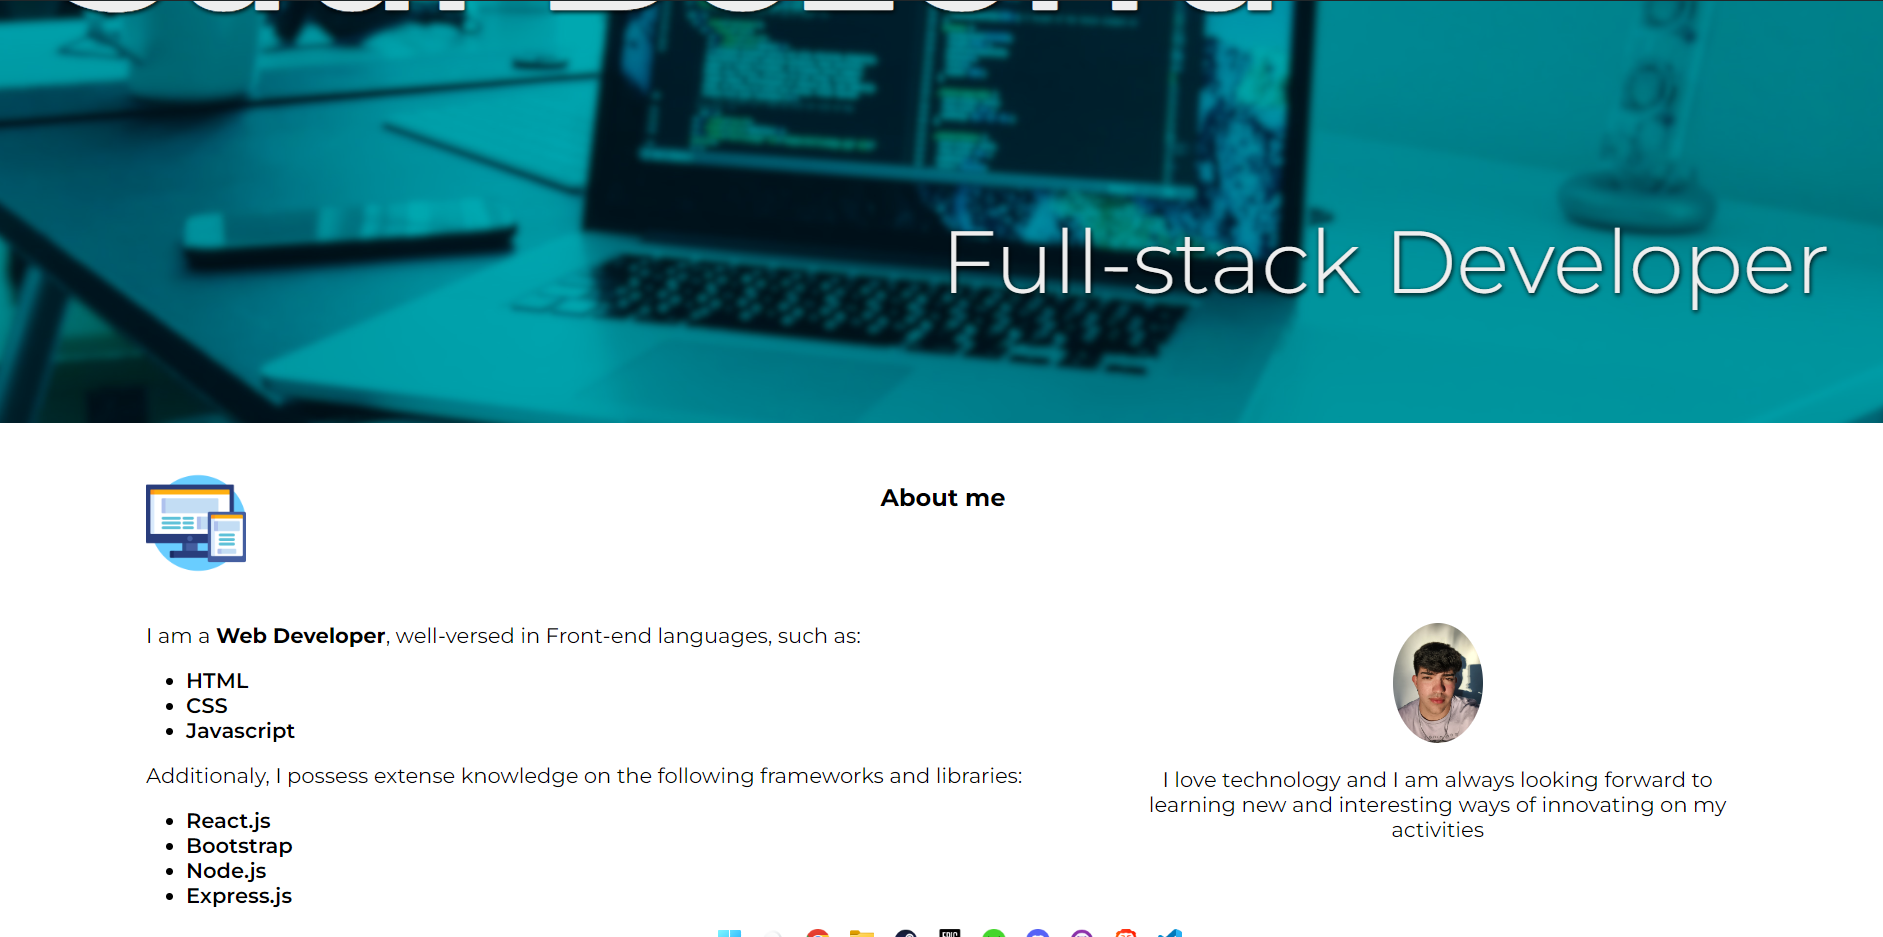 Full-stack Developer
About me
I am a Web Developer, well-versed in Front-end languages, such as:
HTML
CSS
Javascript
Additionaly, I possess extense knowledge on the following frameworks and libraries:
React.js
Bootstrap
Node.js
Express.js
I love technology and I am always looking forward to
learning new and interesting ways of innovating on my
activities
EPIC